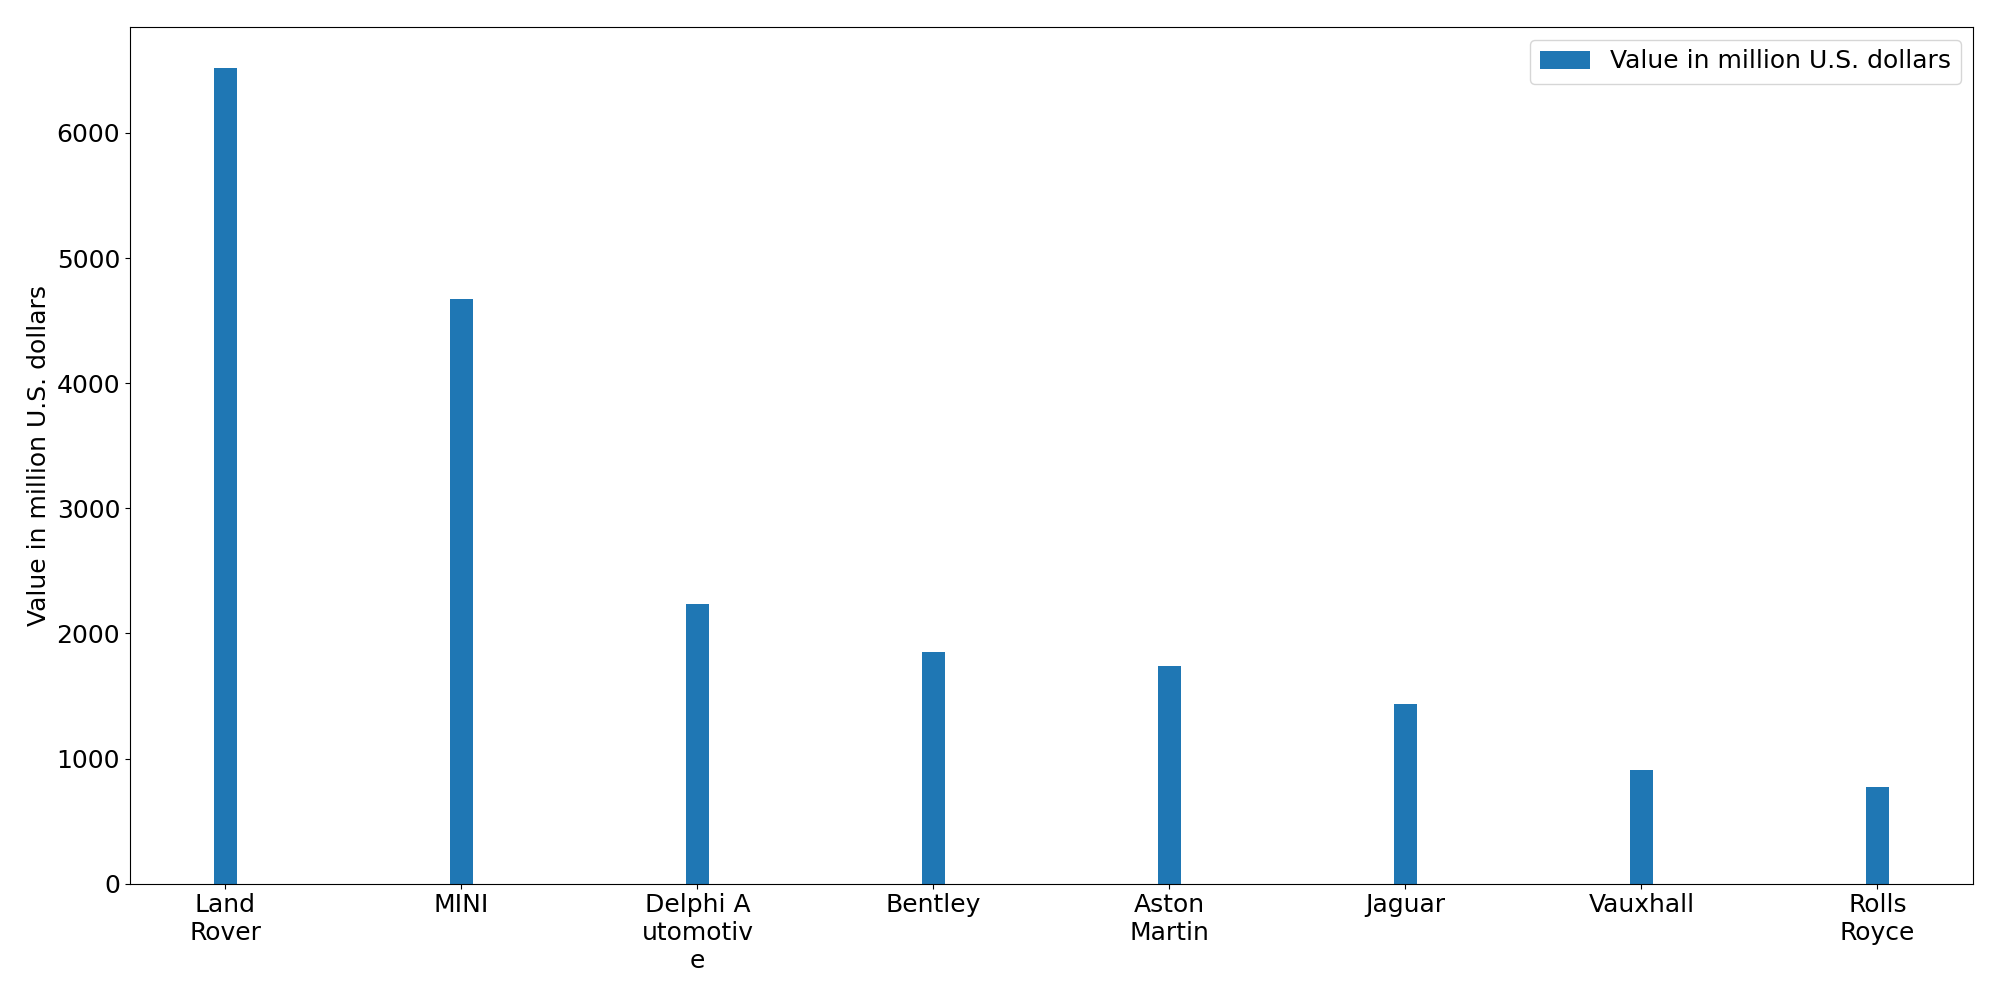 Value in million U.S. dollars
6000
5000
4000
3000
2000
1000
0
Value in million U.S. dollars
Land
Rover
MINI
Delphi A
utomotiv
e
Bentley
Aston
Martin
Jaguar
Vauxhall
Rolls
Royce